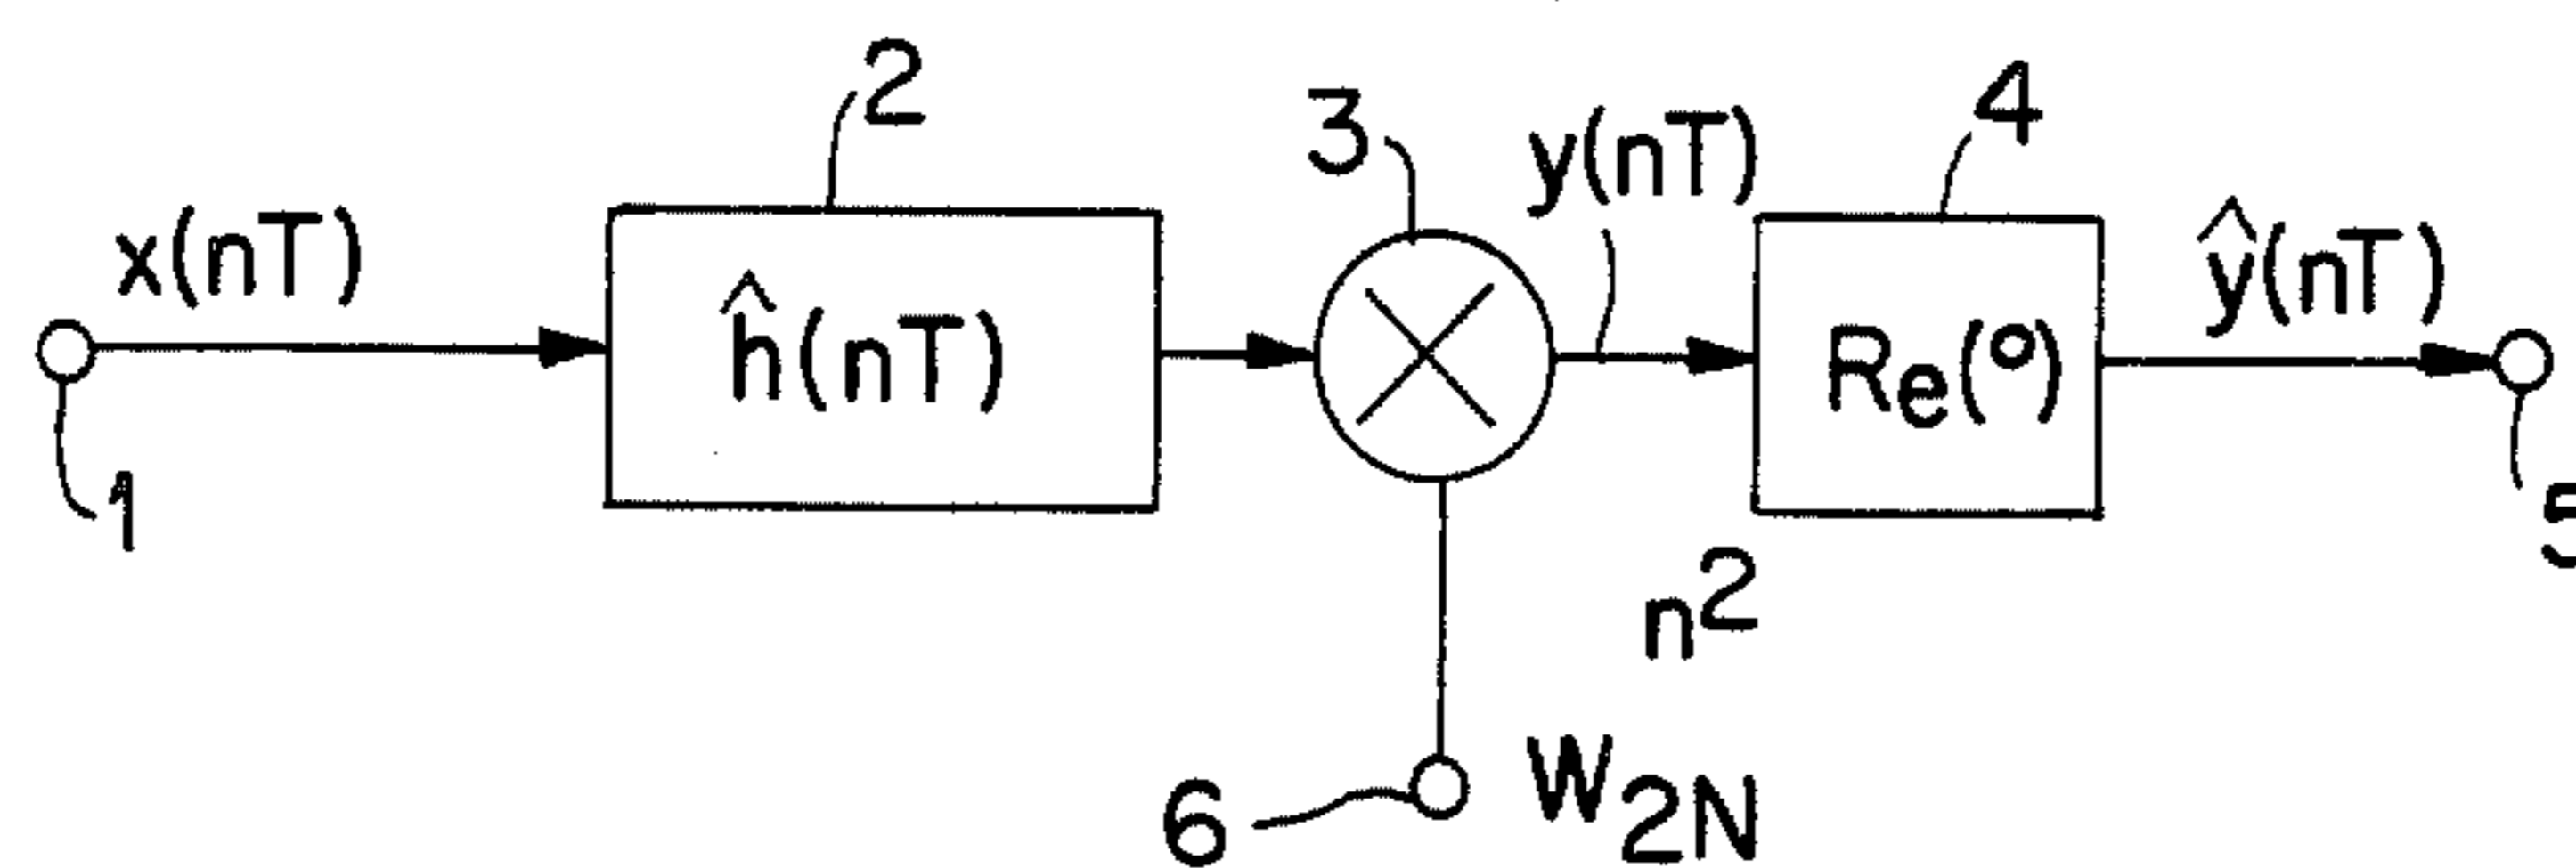 2
3
y(nT)
4
x(nT)
ĥ(nT)
Re(°)
ŷ(nT)
1
5
n²
6
W₂N